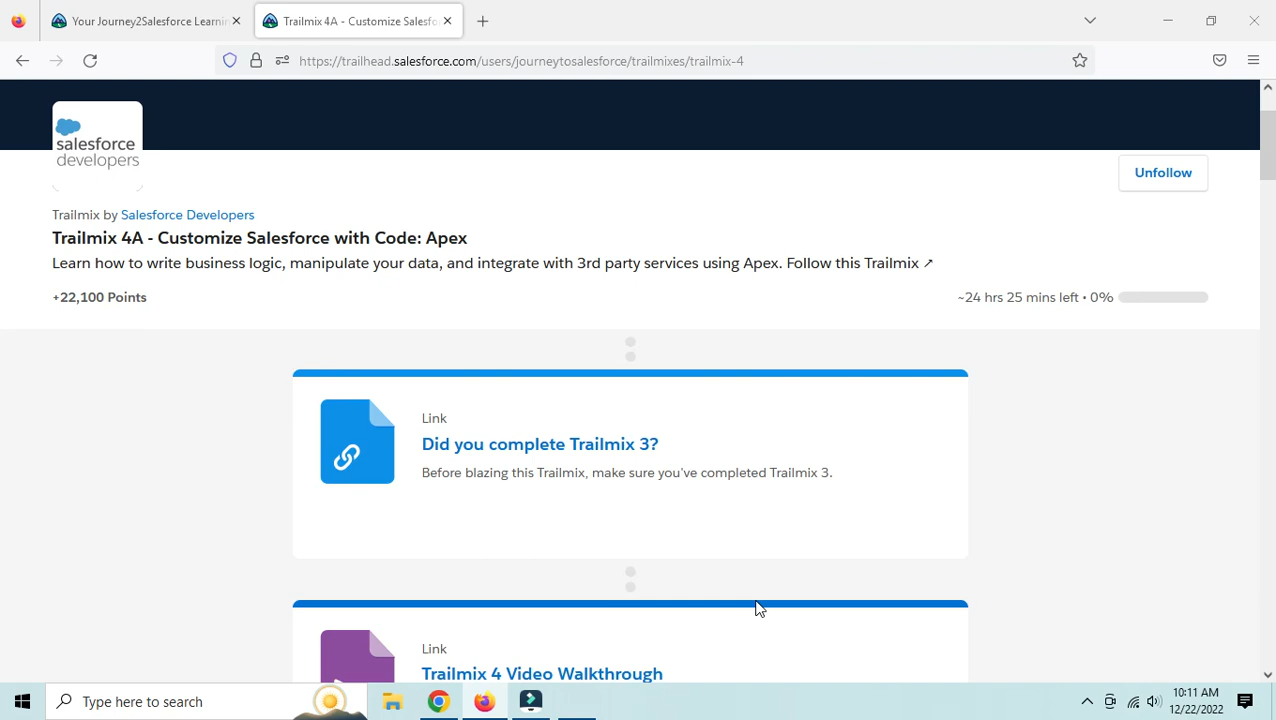 Your Journey2Salesforce Learnin
Trailmix 4A - Customize Salesfo
https://trailhead.salesforce.com/users/journeytosalesforce/trailmixes/trailmix-4
salesforce
developers
Unfollow
Trailmix by Salesforce Developers
Trailmix 4A - Customize Salesforce with Code: Apex
Learn how to write business logic, manipulate your data, and integrate with 3rd party services using Apex. Follow this Trailmix ↗
+22,100 Points
~24 hrs 25 mins left • 0%
Link
Did you complete Trailmix 3?
Before blazing this Trailmix, make sure you've completed Trailmix 3.
Link
Trailmix 4 Video Walkthrough
Type here to search
10:11 AM
12/22/2022